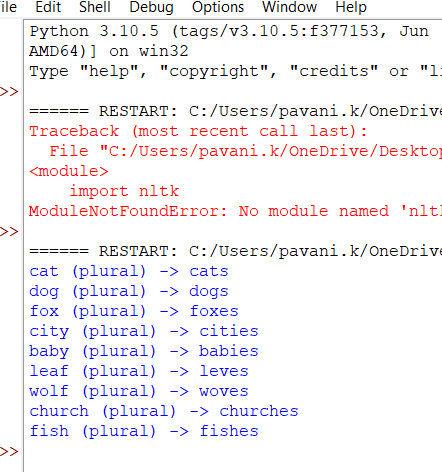 ile Edit Shell Debug Options Window Help
Python 3.10.5 (tags/v3.10.5:f377153, Jun
AMD64)] on win32
Type "help", "copyright", "credits" or "li
>>
====== RESTART: C:/Users/pavani.k/OneDrive
Traceback (most recent call last):
File "C:/Users/pavani.k/OneDrive/Desktop
<module>
import nltk
ModuleNotFoundError: No module named 'nltk
>>
====== RESTART: C:/Users/pavani.k/OneDrive
cat (plural) -> cats
dog (plural) -> dogs
fox (plural) -> foxes
city (plural) -> cities
baby (plural) -> babies
leaf (plural) -> leves
wolf (plural) -> woves
church (plural) -> churches
fish (plural) -> fishes
>>